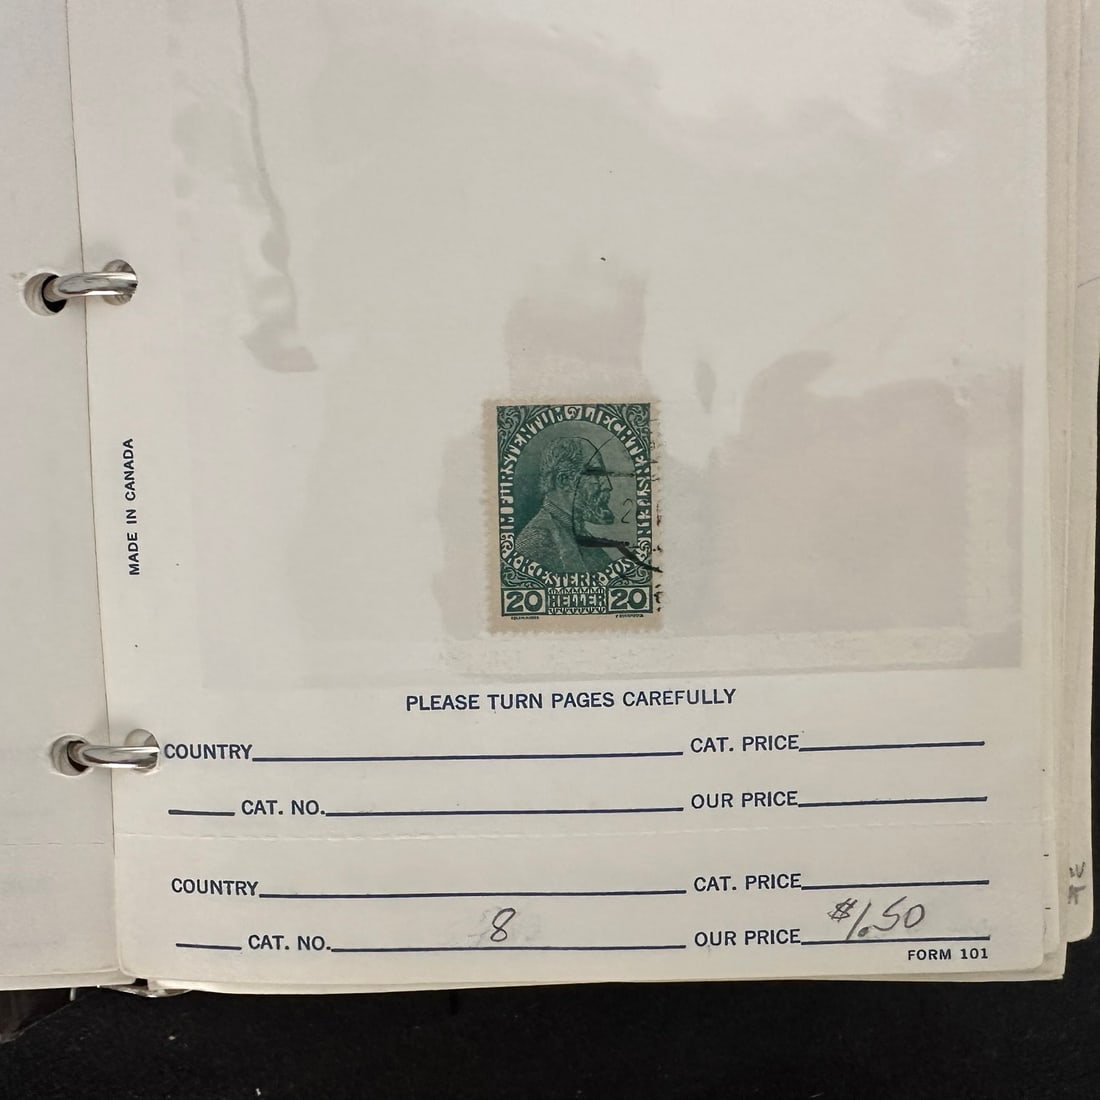 MADE IN CANADA
IM FÜRSTENTUM LIECHTENSTEIN
K.K. OESTERR. POST
20 HELLER 20
PLEASE TURN PAGES CAREFULLY
COUNTRY CAT. PRICE
CAT. NO. OUR PRICE
COUNTRY CAT. PRICE
CAT. NO. 8 OUR PRICE $1.50
FORM 101